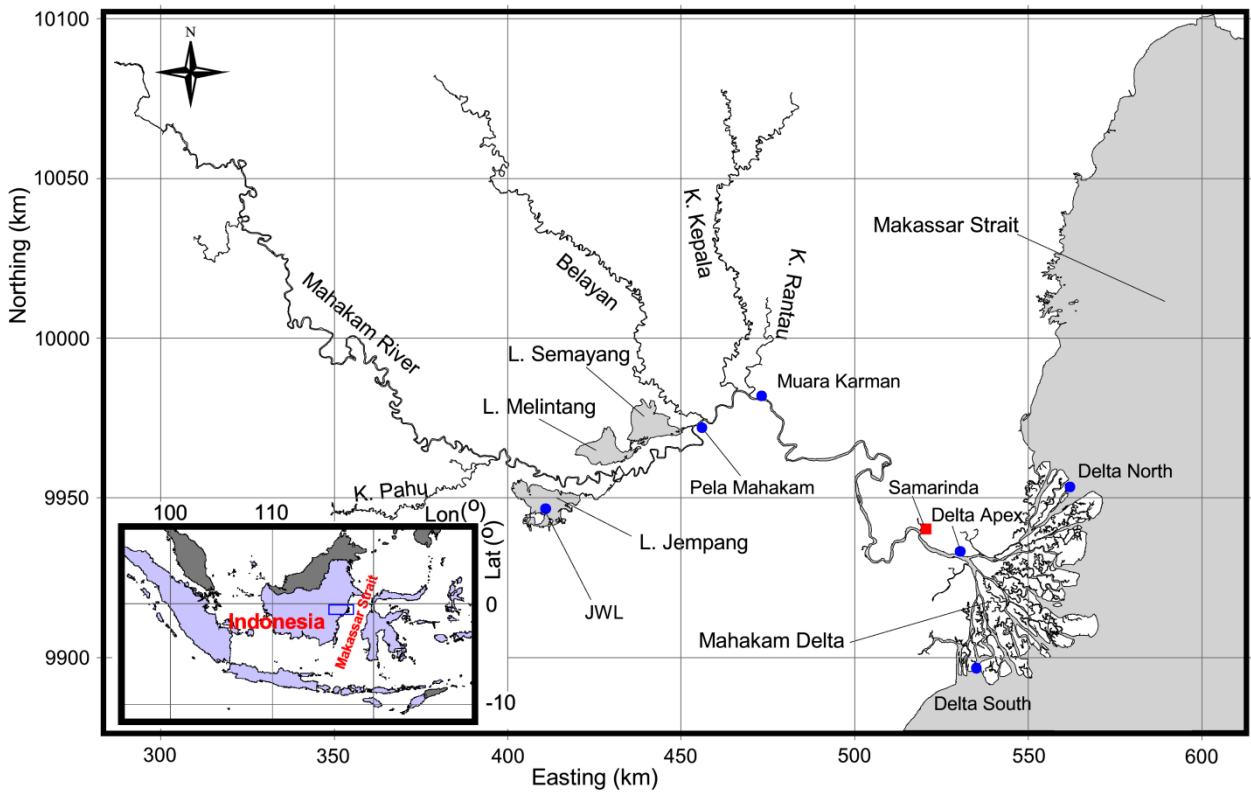 10100
N
10050
10000
9950
9900
Northing (km)
Makassar Strait
K. Kepala
K. Rantau
Belayan
Mahakam River
L. Semayang
L. Melintang
Muara Karman
Delta North
Pela Mahakam
Samarinda
K. Pahu
Delta Apex
L. Jempang
JWL
Mahakam Delta
Delta South
100
110
Lon(o)
Lat (o)
0
-10
Indonesia
Makassar Strait
300
350
400
450
500
550
600
Easting (km)